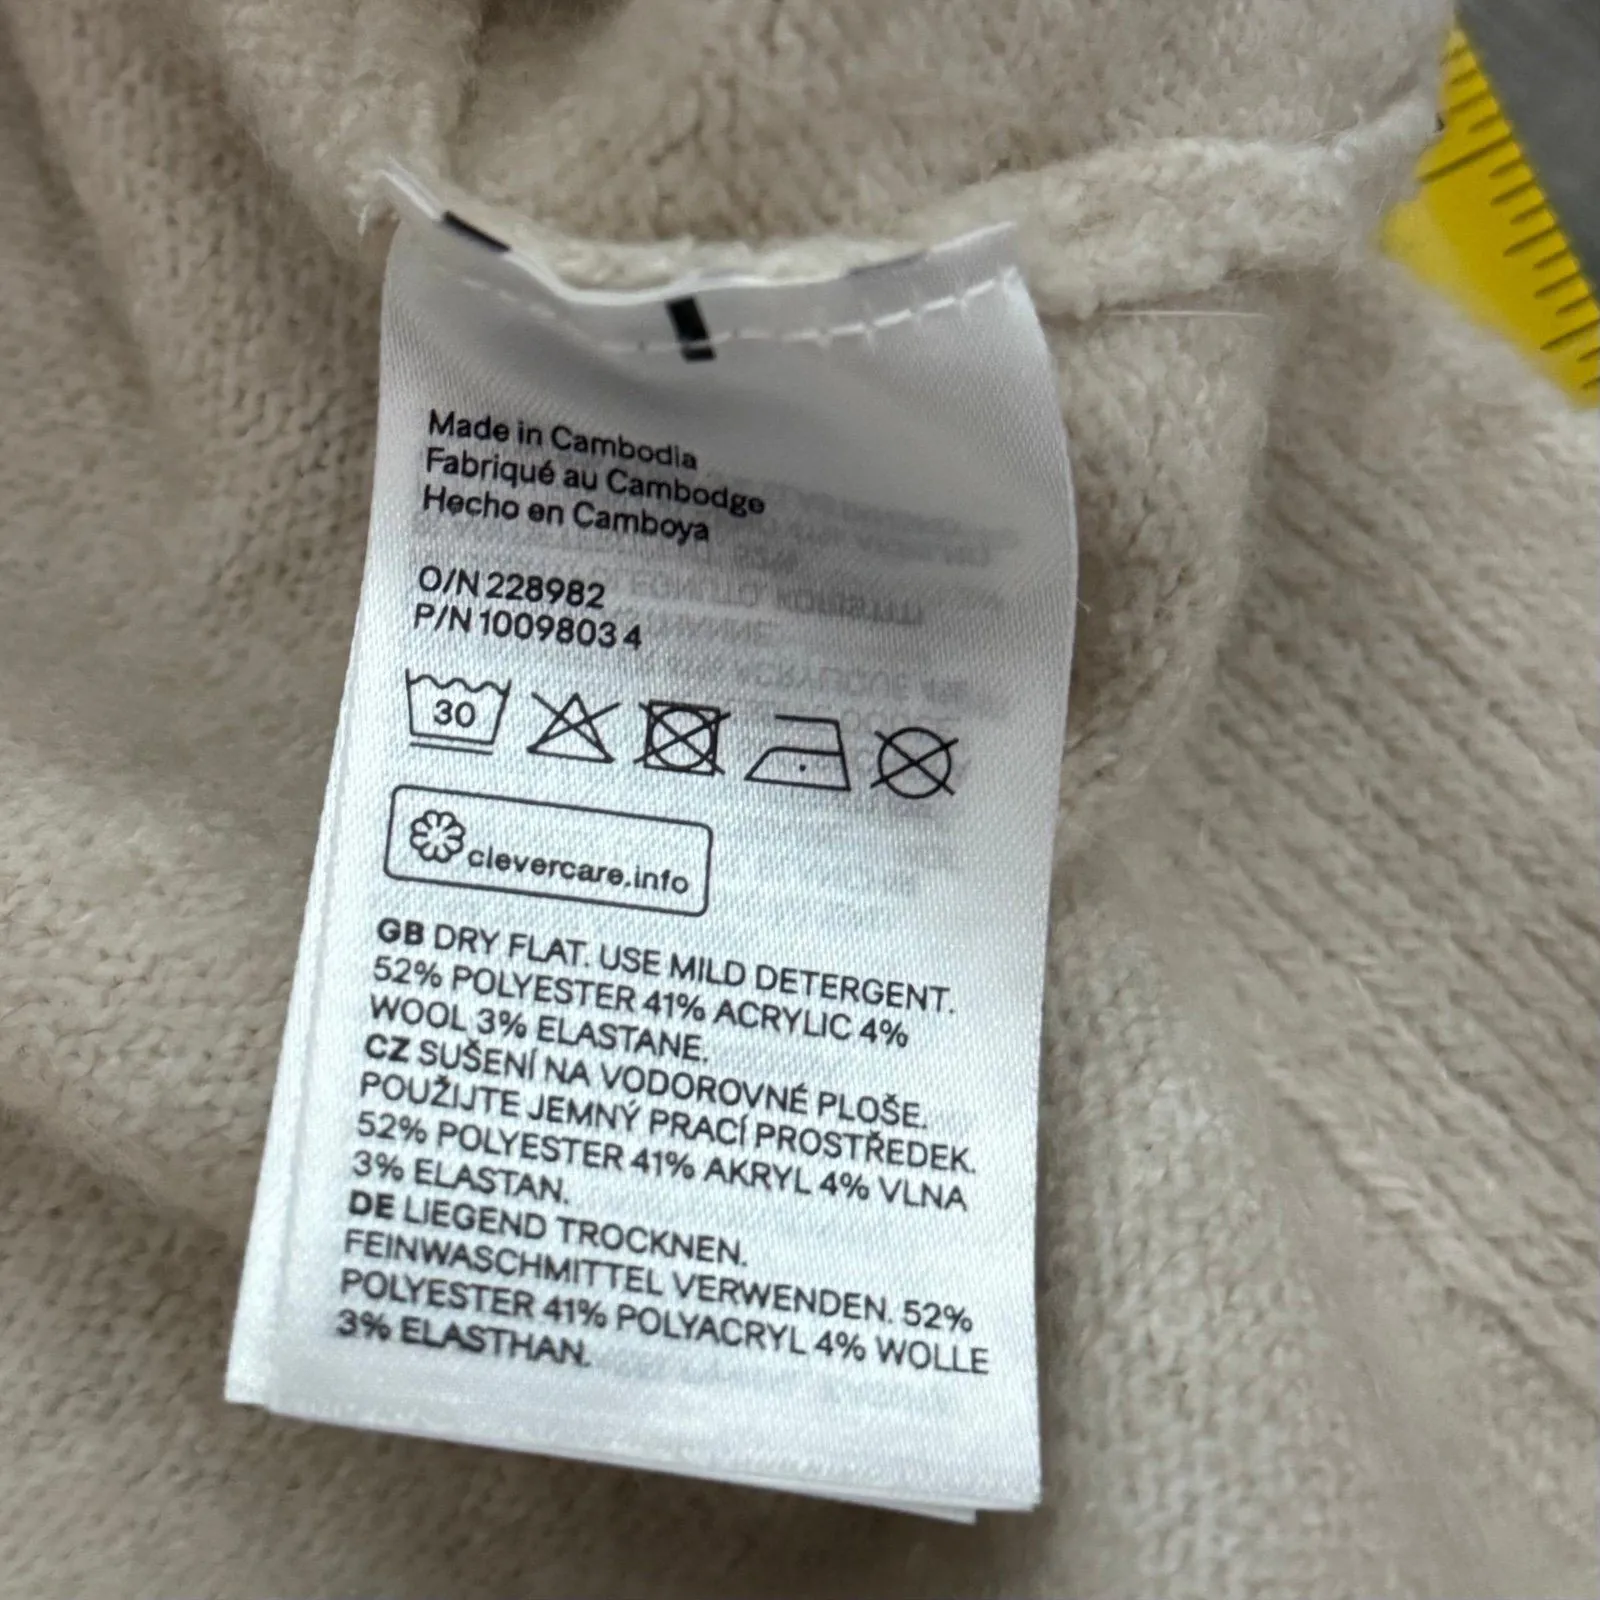 Made in Cambodia
Fabriqué au Cambodge
Hecho en Camboya
O/N 228982
P/N 1009803 4
30
clevercare.info
GB DRY FLAT. USE MILD DETERGENT.
52% POLYESTER 41% ACRYLIC 4%
WOOL 3% ELASTANE.
CZ SUŠENÍ NA VODOROVNÉ PLOŠE.
POUŽIJTE JEMNÝ PRACÍ PROSTŘEDEK.
52% POLYESTER 41% AKRYL 4% VLNA
3% ELASTAN.
DE LIEGEND TROCKNEN.
FEINWASCHMITTEL VERWENDEN. 52%
POLYESTER 41% POLYACRYL 4% WOLLE
3% ELASTHAN.